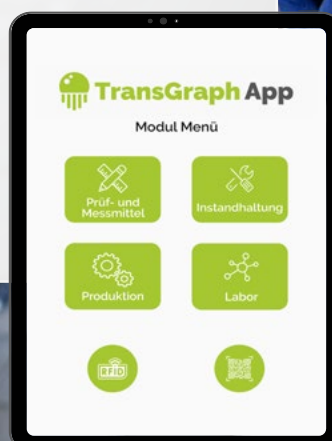 TransGraph App
Modul Menü
Prüf- und
Messmittel
Instandhaltung
Produktion
Labor
RFID